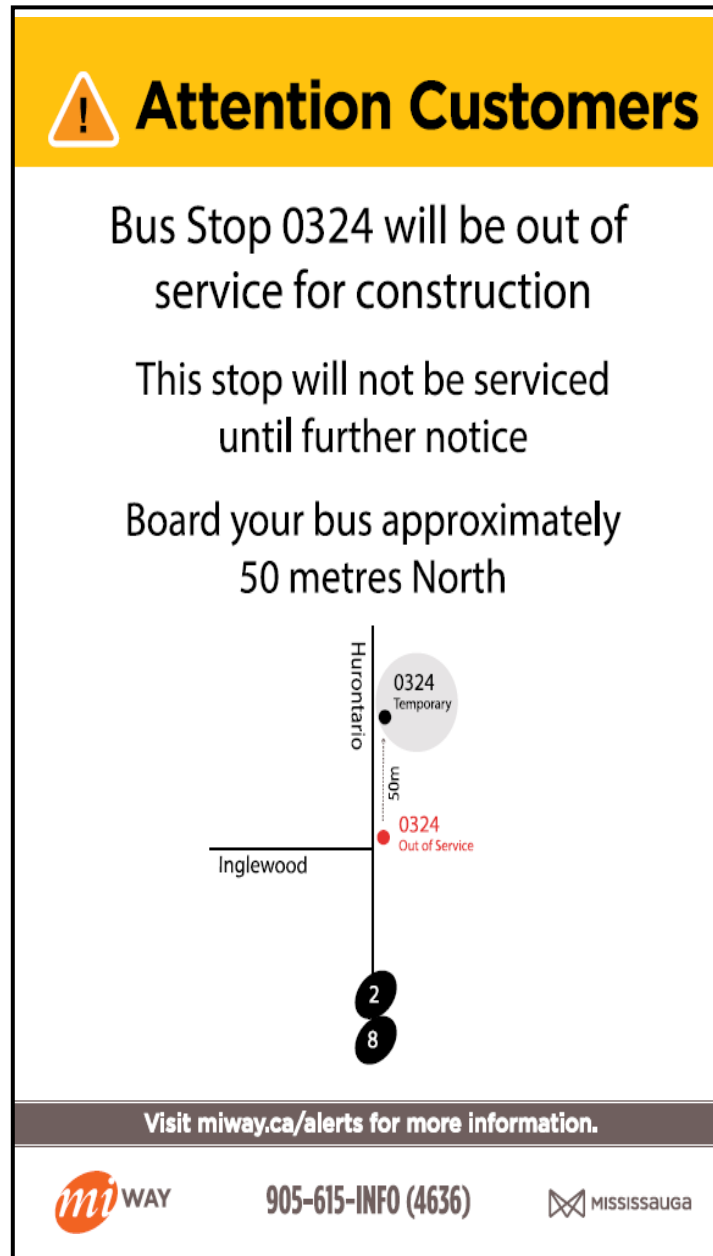 ! Attention Customers
Bus Stop 0324 will be out of
service for construction
This stop will not be serviced
until further notice
Board your bus approximately
50 metres North
Hurontario
0324
Temporary
50m
0324
Out of Service
Inglewood
2
8
Visit miway.ca/alerts for more information.
mi WAY 905-615-INFO (4636) MISSISSAUGA